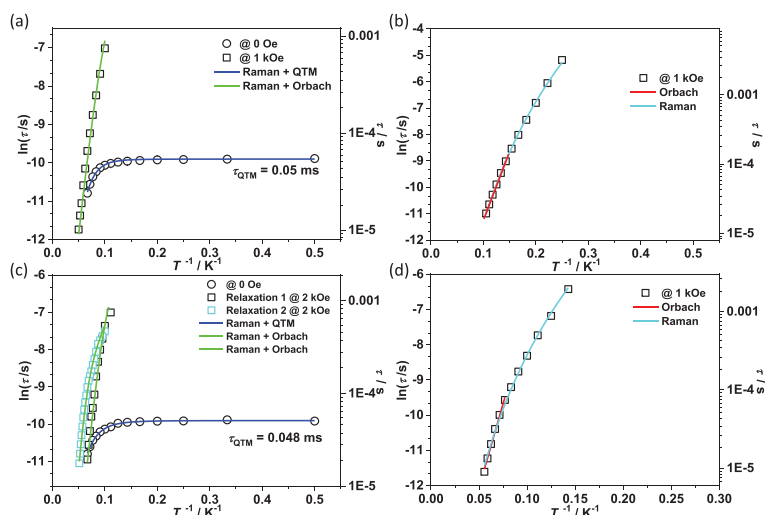 (a)
-7
-8
-9
-10
-11
-12
ln(τ/s)
@ 0 Oe
@ 1 kOe
Raman + QTM
Raman + Orbach
τQTM = 0.05 ms
0.001
1E-4
1E-5
τ / s
0.0 0.1 0.2 0.3 0.4 0.5
T -1 / K-1
(b)
-4
-5
-6
-7
-8
-9
-10
-11
-12
ln(τ/s)
@ 1 kOe
Orbach
Raman
0.001
1E-4
1E-5
τ / s
0.0 0.1 0.2 0.3 0.4 0.5
T -1 / K-1
(c)
-6
-7
-8
-9
-10
-11
ln(τ/s)
@ 0 Oe
Relaxation 1 @ 2 kOe
Relaxation 2 @ 2 kOe
Raman + QTM
Raman + Orbach
Raman + Orbach
τQTM = 0.048 ms
0.001
1E-4
1E-5
τ / s
0.0 0.1 0.2 0.3 0.4 0.5
T -1 / K-1
(d)
-6
-7
-8
-9
-10
-11
-12
ln(τ/s)
@ 1 kOe
Orbach
Raman
0.001
1E-4
1E-5
τ / s
0.00 0.05 0.10 0.15 0.20 0.25 0.30
T -1 / K-1